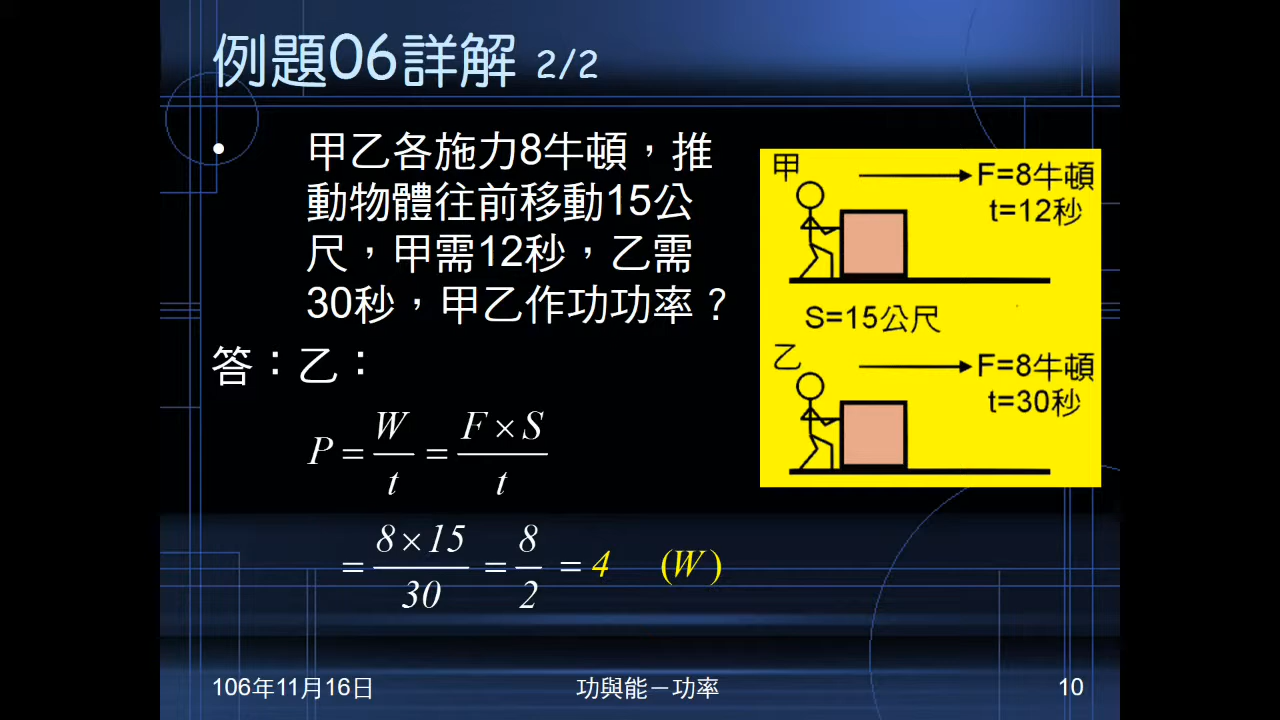 例題06詳解 2/2
• 甲乙各施力8牛頓，推
動物體往前移動15公
尺，甲需12秒，乙需
30秒，甲乙作功功率？
答：乙：
P = W/t = F×S/t
= 8×15/30 = 8/2 = 4 (W)
甲
F=8牛頓
t=12秒
S=15公尺
乙
F=8牛頓
t=30秒
106年11月16日
功與能－功率
10